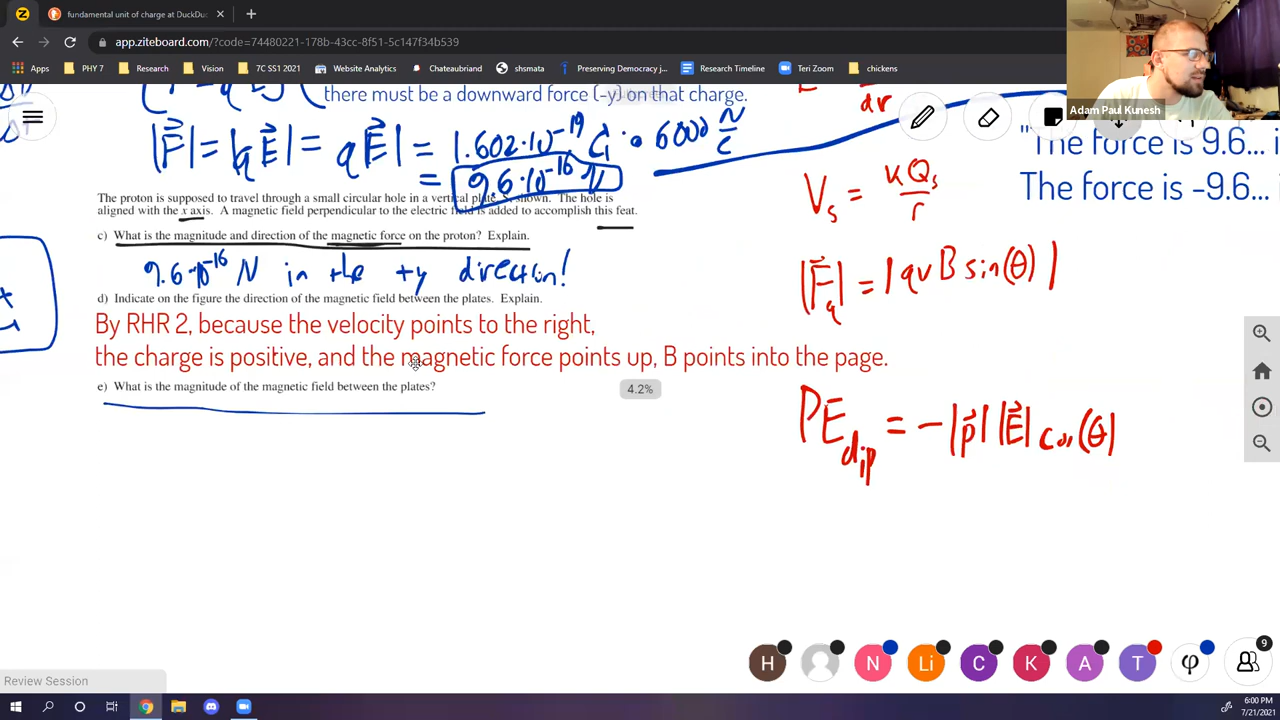 fundamental unit of charge at DuckDuc
app.ziteboard.com/?code=74480221-178b-43cc-8f51-5c147f34b539
Apps PHY 7 Research Vision 7C SS1 2021 Website Analytics Chateaubound shsmata Preserving Democracy j... Research Timeline Teri Zoom chickens
Adam Paul Kunesh
there must be a downward force (-y) on that charge.
dr
|F⃗| = |qE⃗| = q|E⃗| = 1.602·10⁻¹⁹ C · 6000 N/C
= 9.6·10⁻¹⁶ N
"The force is 9.6... i
The force is -9.6...
The proton is supposed to travel through a small circular hole in a vertical plate, S, shown. The hole is
aligned with the x axis. A magnetic field perpendicular to the electric field is added to accomplish this feat.
Vₛ = kQₛ/r
c) What is the magnitude and direction of the magnetic force on the proton? Explain.
9.6·10⁻¹⁶ N in the +y direction!
|F⃗q| = |qvB sin(θ)|
d) Indicate on the figure the direction of the magnetic field between the plates. Explain.
By RHR 2, because the velocity points to the right,
the charge is positive, and the magnetic force points up, B points into the page.
e) What is the magnitude of the magnetic field between the plates?
4.2%
PE dip = -|p⃗||E⃗| cos(θ)
H N Li C K A T φ 9
Review Session
6:00 PM
7/21/2021